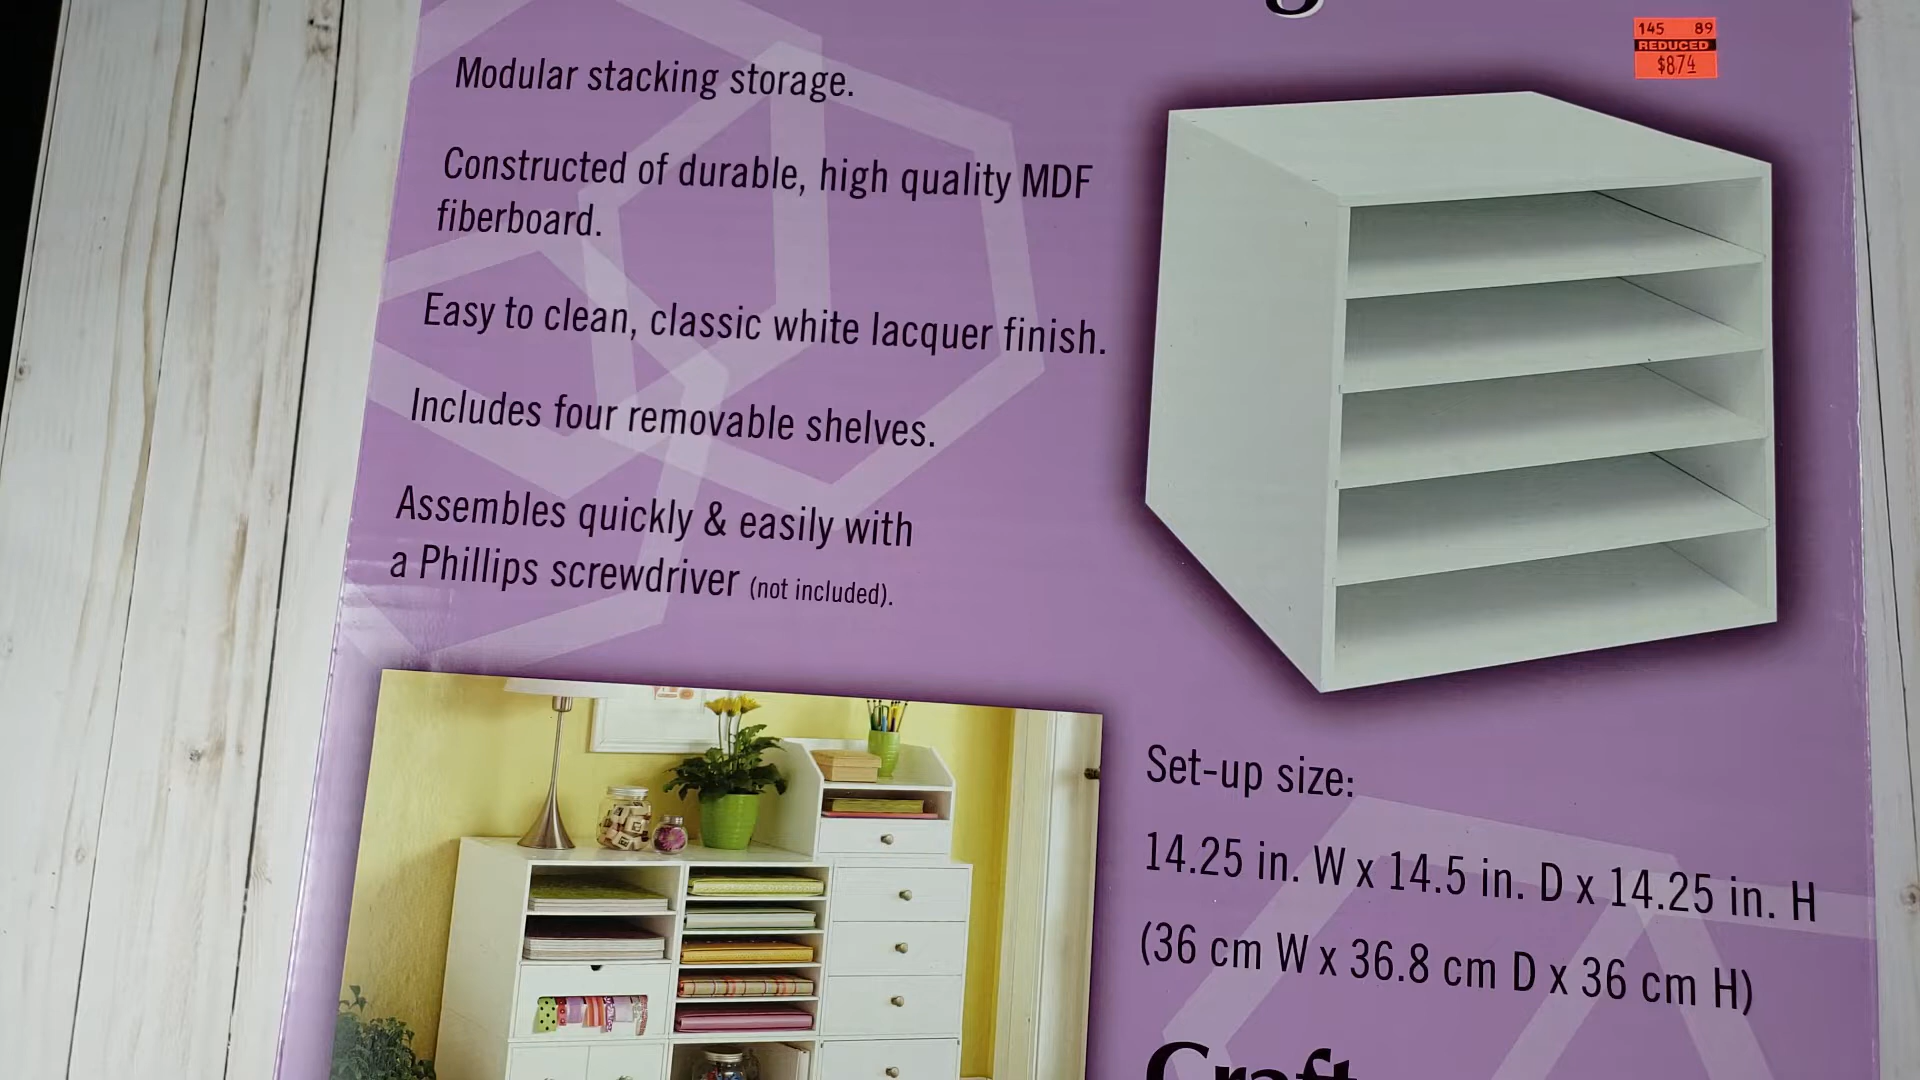 145 89
REDUCED
$874
Modular stacking storage.
Constructed of durable, high quality MDF
fiberboard.
Easy to clean, classic white lacquer finish.
Includes four removable shelves.
Assembles quickly & easily with
a Phillips screwdriver (not included).
Set-up size:
14.25 in. W x 14.5 in. D x 14.25 in. H
(36 cm W x 36.8 cm D x 36 cm H)
Craft